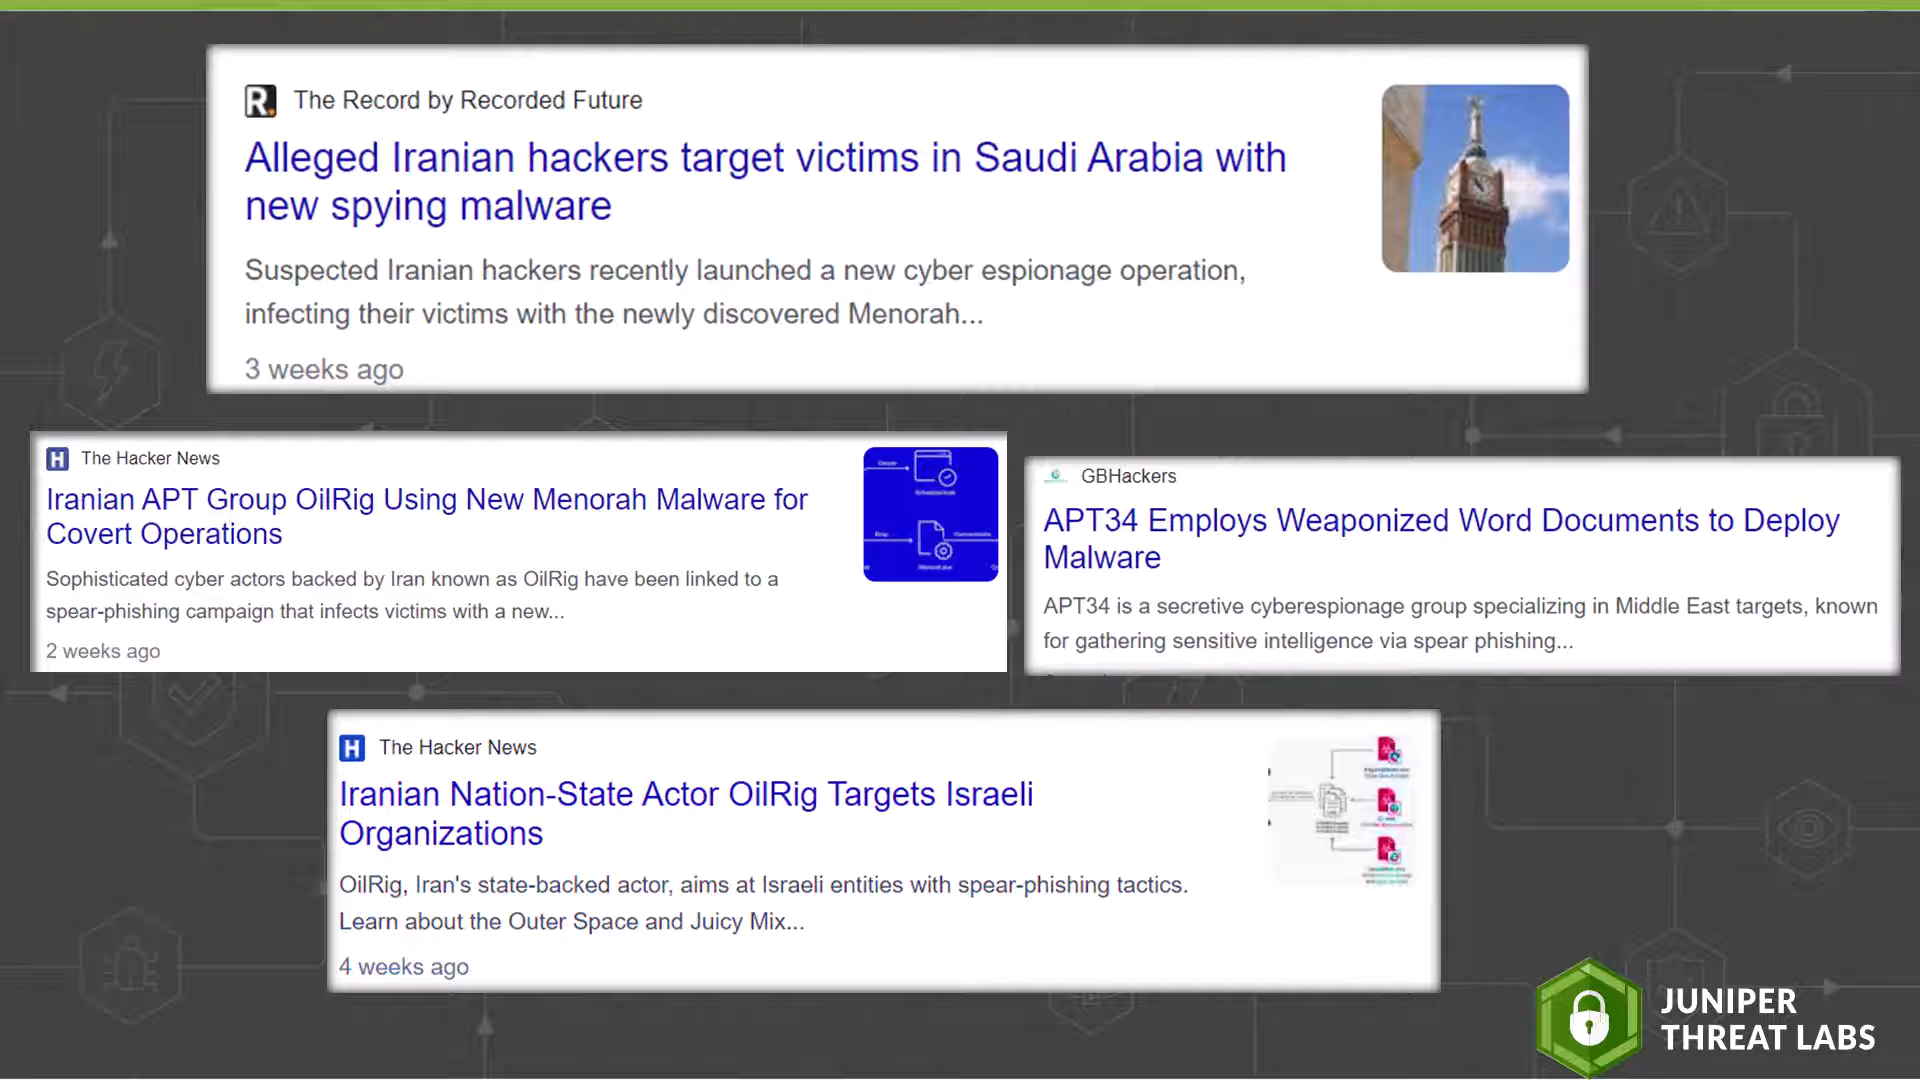 The Record by Recorded Future
Alleged Iranian hackers target victims in Saudi Arabia with
new spying malware
Suspected Iranian hackers recently launched a new cyber espionage operation,
infecting their victims with the newly discovered Menorah...
3 weeks ago
The Hacker News
Iranian APT Group OilRig Using New Menorah Malware for
Covert Operations
Sophisticated cyber actors backed by Iran known as OilRig have been linked to a
spear-phishing campaign that infects victims with a new...
2 weeks ago
GBHackers
APT34 Employs Weaponized Word Documents to Deploy
Malware
APT34 is a secretive cyberespionage group specializing in Middle East targets, known
for gathering sensitive intelligence via spear phishing...
The Hacker News
Iranian Nation-State Actor OilRig Targets Israeli
Organizations
OilRig, Iran's state-backed actor, aims at Israeli entities with spear-phishing tactics.
Learn about the Outer Space and Juicy Mix...
4 weeks ago
JUNIPER
THREAT LABS